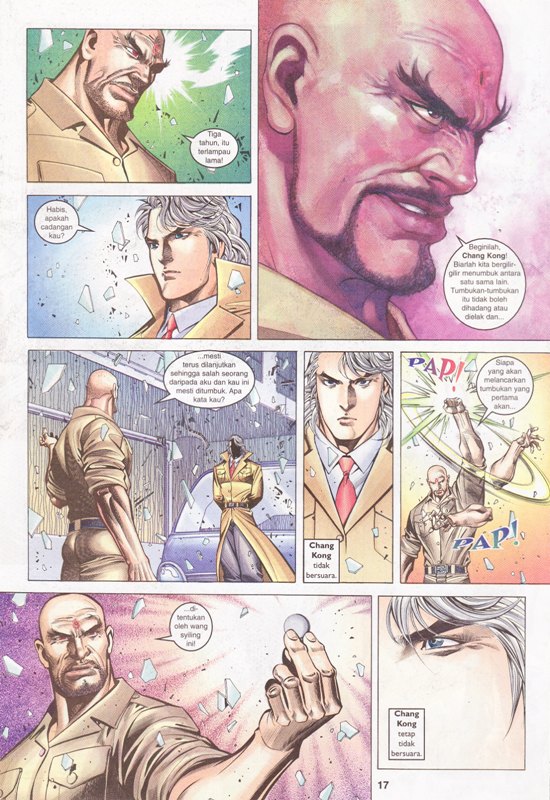 Tiga
tahun, itu
terlampau
lama!
Habis,
apakah
cadangan
kau?
Beginilah,
Chang Kong!
Biarlah kita bergilir-
gilir menumbuk antara
satu sama lain.
Tumbukan-tumbukan
itu tidak boleh
dihadang atau
dielak dan...
...mesti
terus dilanjutkan
sehingga salah seorang
daripada aku dan kau ini
mesti ditumbuk. Apa
kata kau?
Chang
Kong
tidak
bersuara.
PAP!
Siapa
yang akan
melancarkan
tumbukan yang
pertama
akan...
PAP!
...di-
tentukan
oleh wang
syiling
ini!
Chang
Kong
tetap
tidak
bersuara.
17